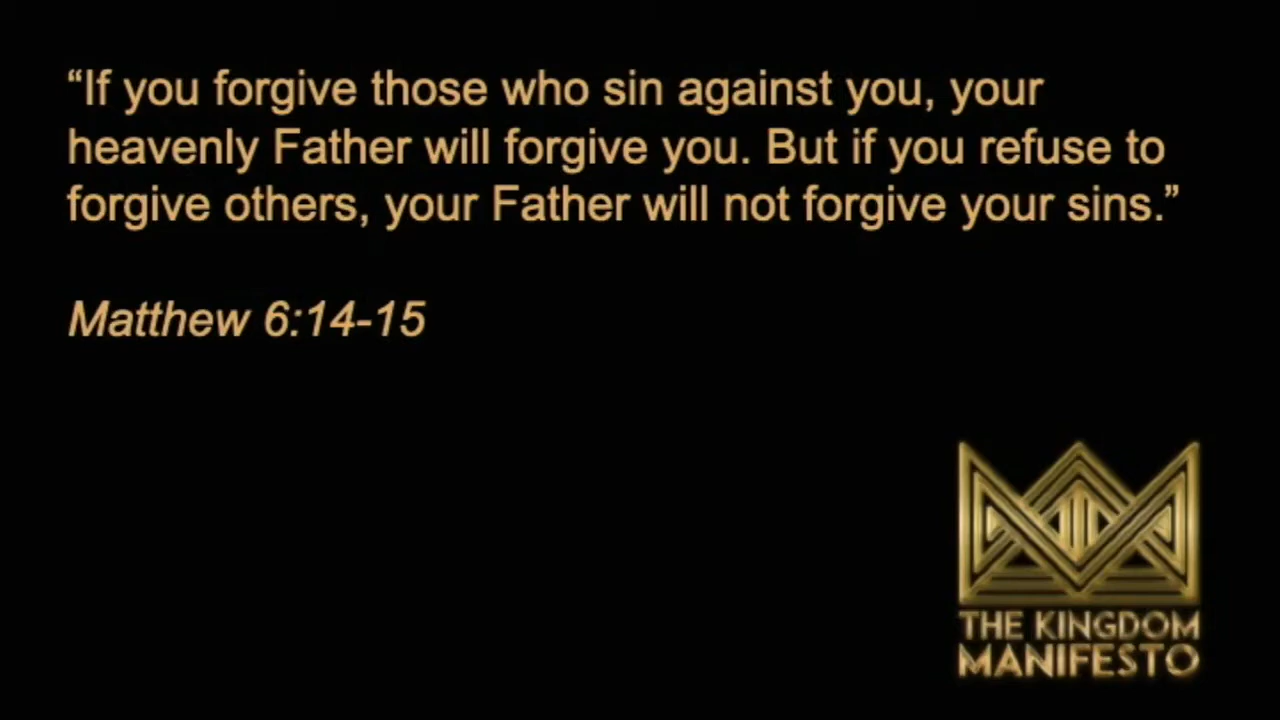 “If you forgive those who sin against you, your
heavenly Father will forgive you. But if you refuse to
forgive others, your Father will not forgive your sins.”
Matthew 6:14-15
THE KINGDOM
MANIFESTO